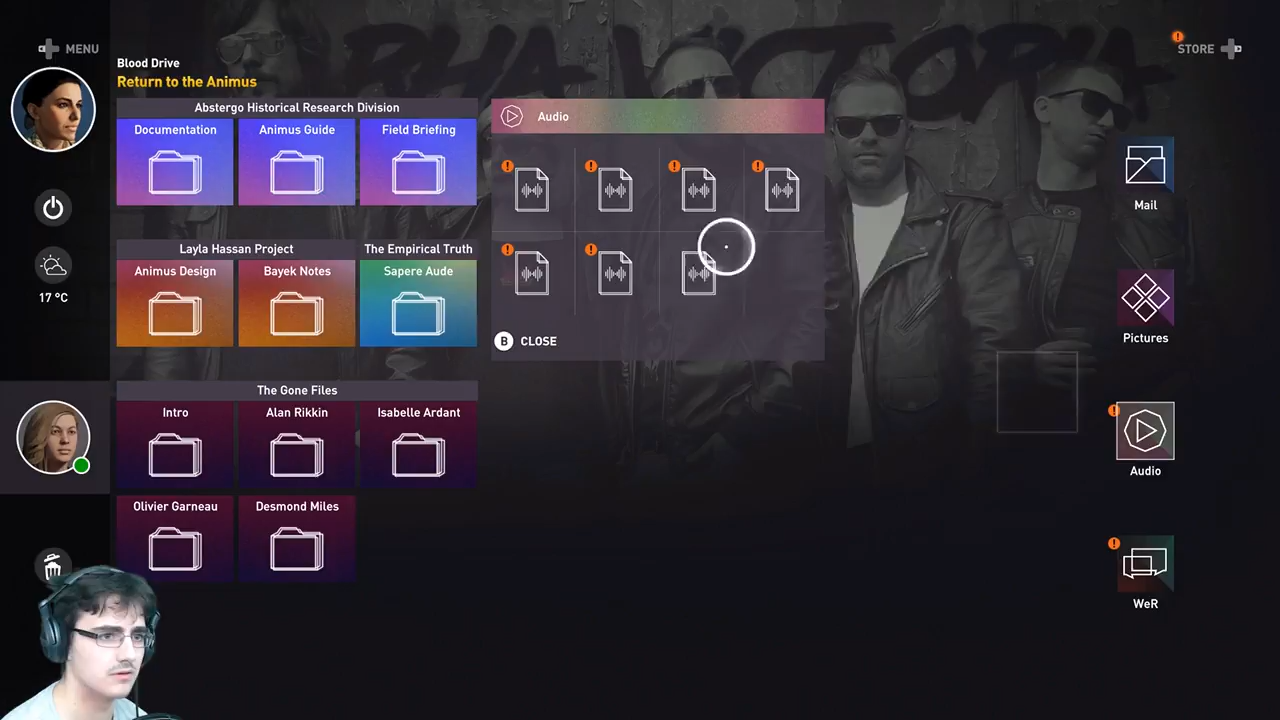 MENU
!
STORE
Blood Drive
Return to the Animus
Abstergo Historical Research Division
Documentation
Animus Guide
Field Briefing
Audio
!
!
!
!
!
!
B CLOSE
Layla Hassan Project
The Empirical Truth
Animus Design
Bayek Notes
Sapere Aude
17 °C
The Gone Files
Intro
Alan Rikkin
Isabelle Ardant
Olivier Garneau
Desmond Miles
Mail
Pictures
!
Audio
!
WeR